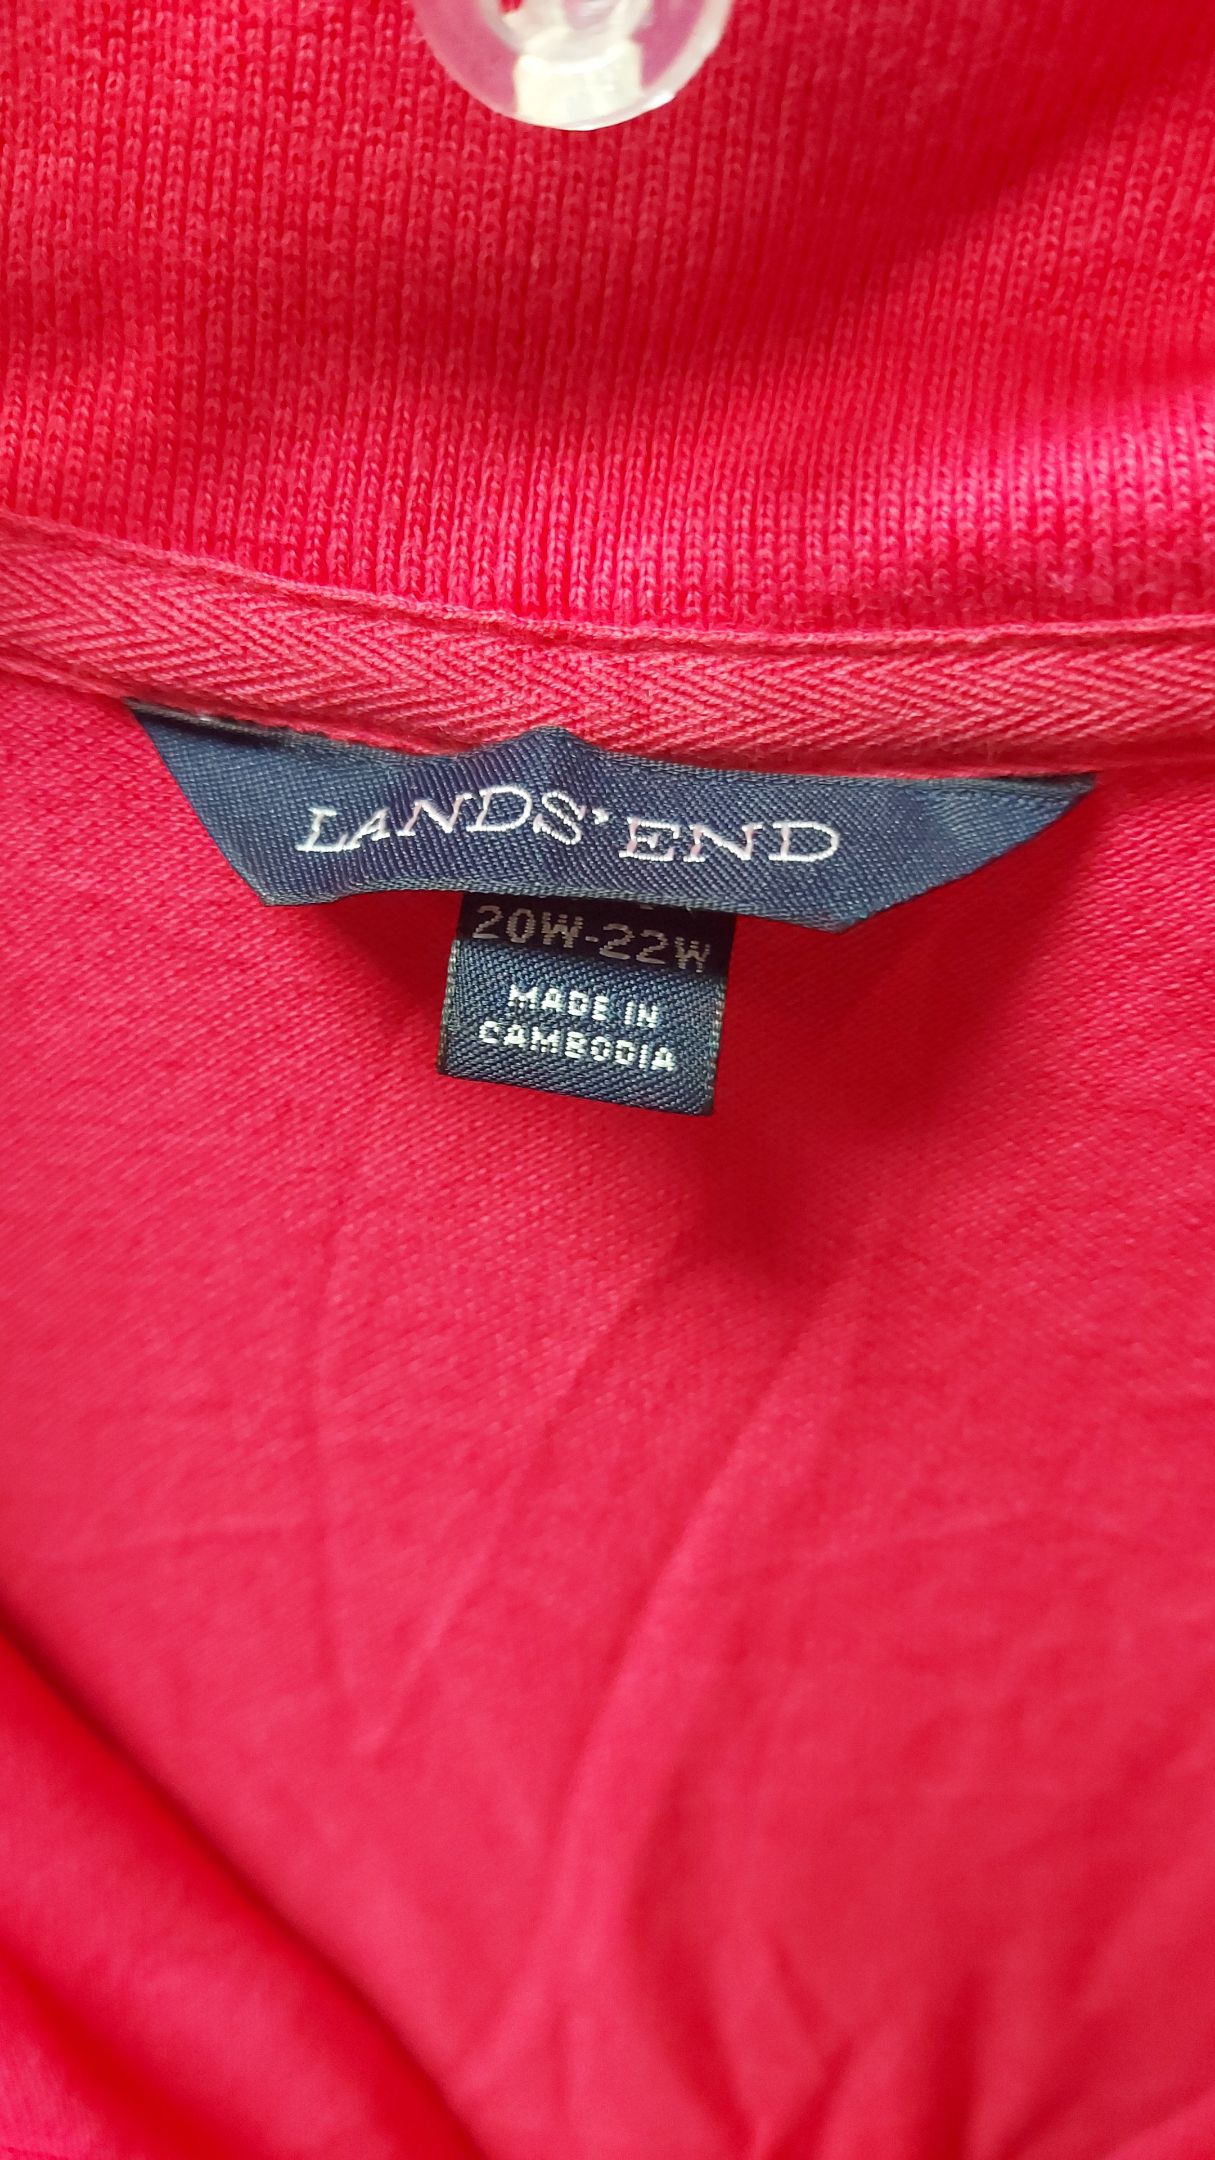 LANDS' END
20W-22W
MADE IN
CAMBODIA